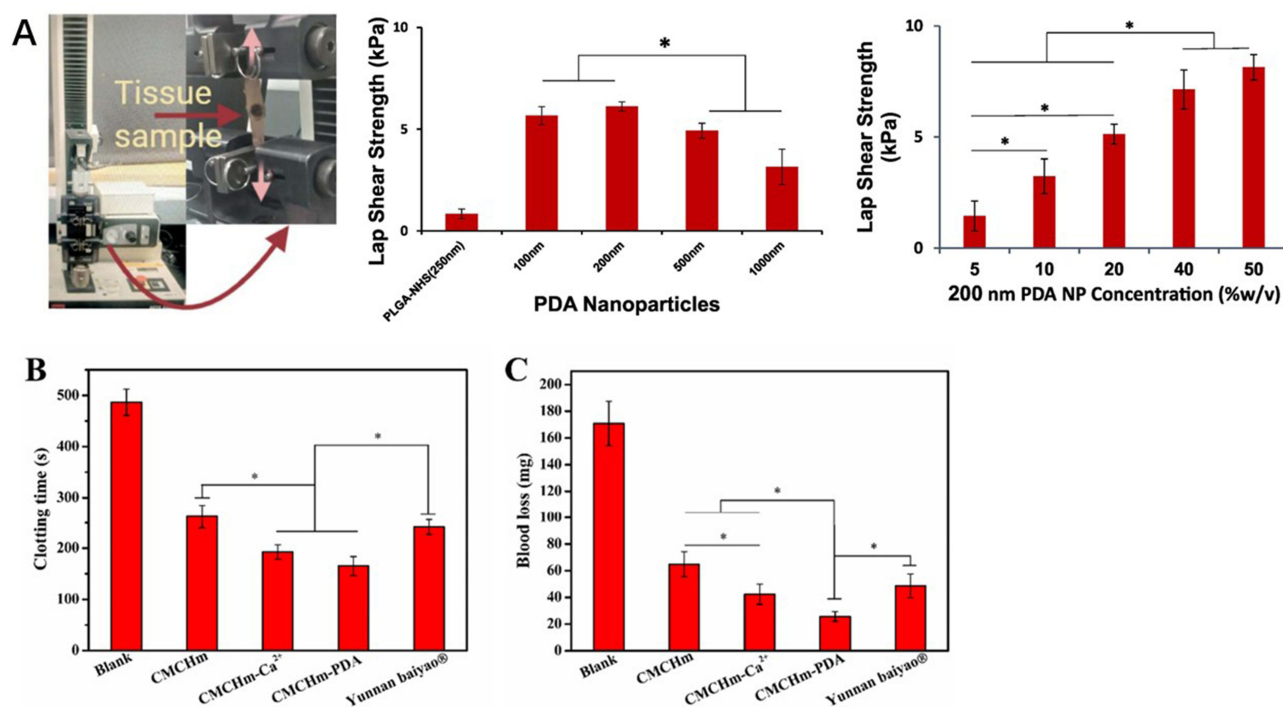 A
Tissue
sample
Lap Shear Strength (kPa)
10
5
0
*
PLGA-NHS(250nm)
100nm
200nm
500nm
1000nm
PDA Nanoparticles
Lap Shear Strength
(kPa)
10
5
0
*
*
*
5 10 20 40 50
200 nm PDA NP Concentration (%w/v)
B
Clotting time (s)
500
400
300
200
100
0
*
*
Blank
CMCHm
CMCHm-Ca²⁺
CMCHm-PDA
Yunnan baiyao®
C
Blood loss (mg)
200
180
160
140
120
100
80
60
40
20
0
*
*
*
Blank
CMCHm
CMCHm-Ca²⁺
CMCHm-PDA
Yunnan baiyao®